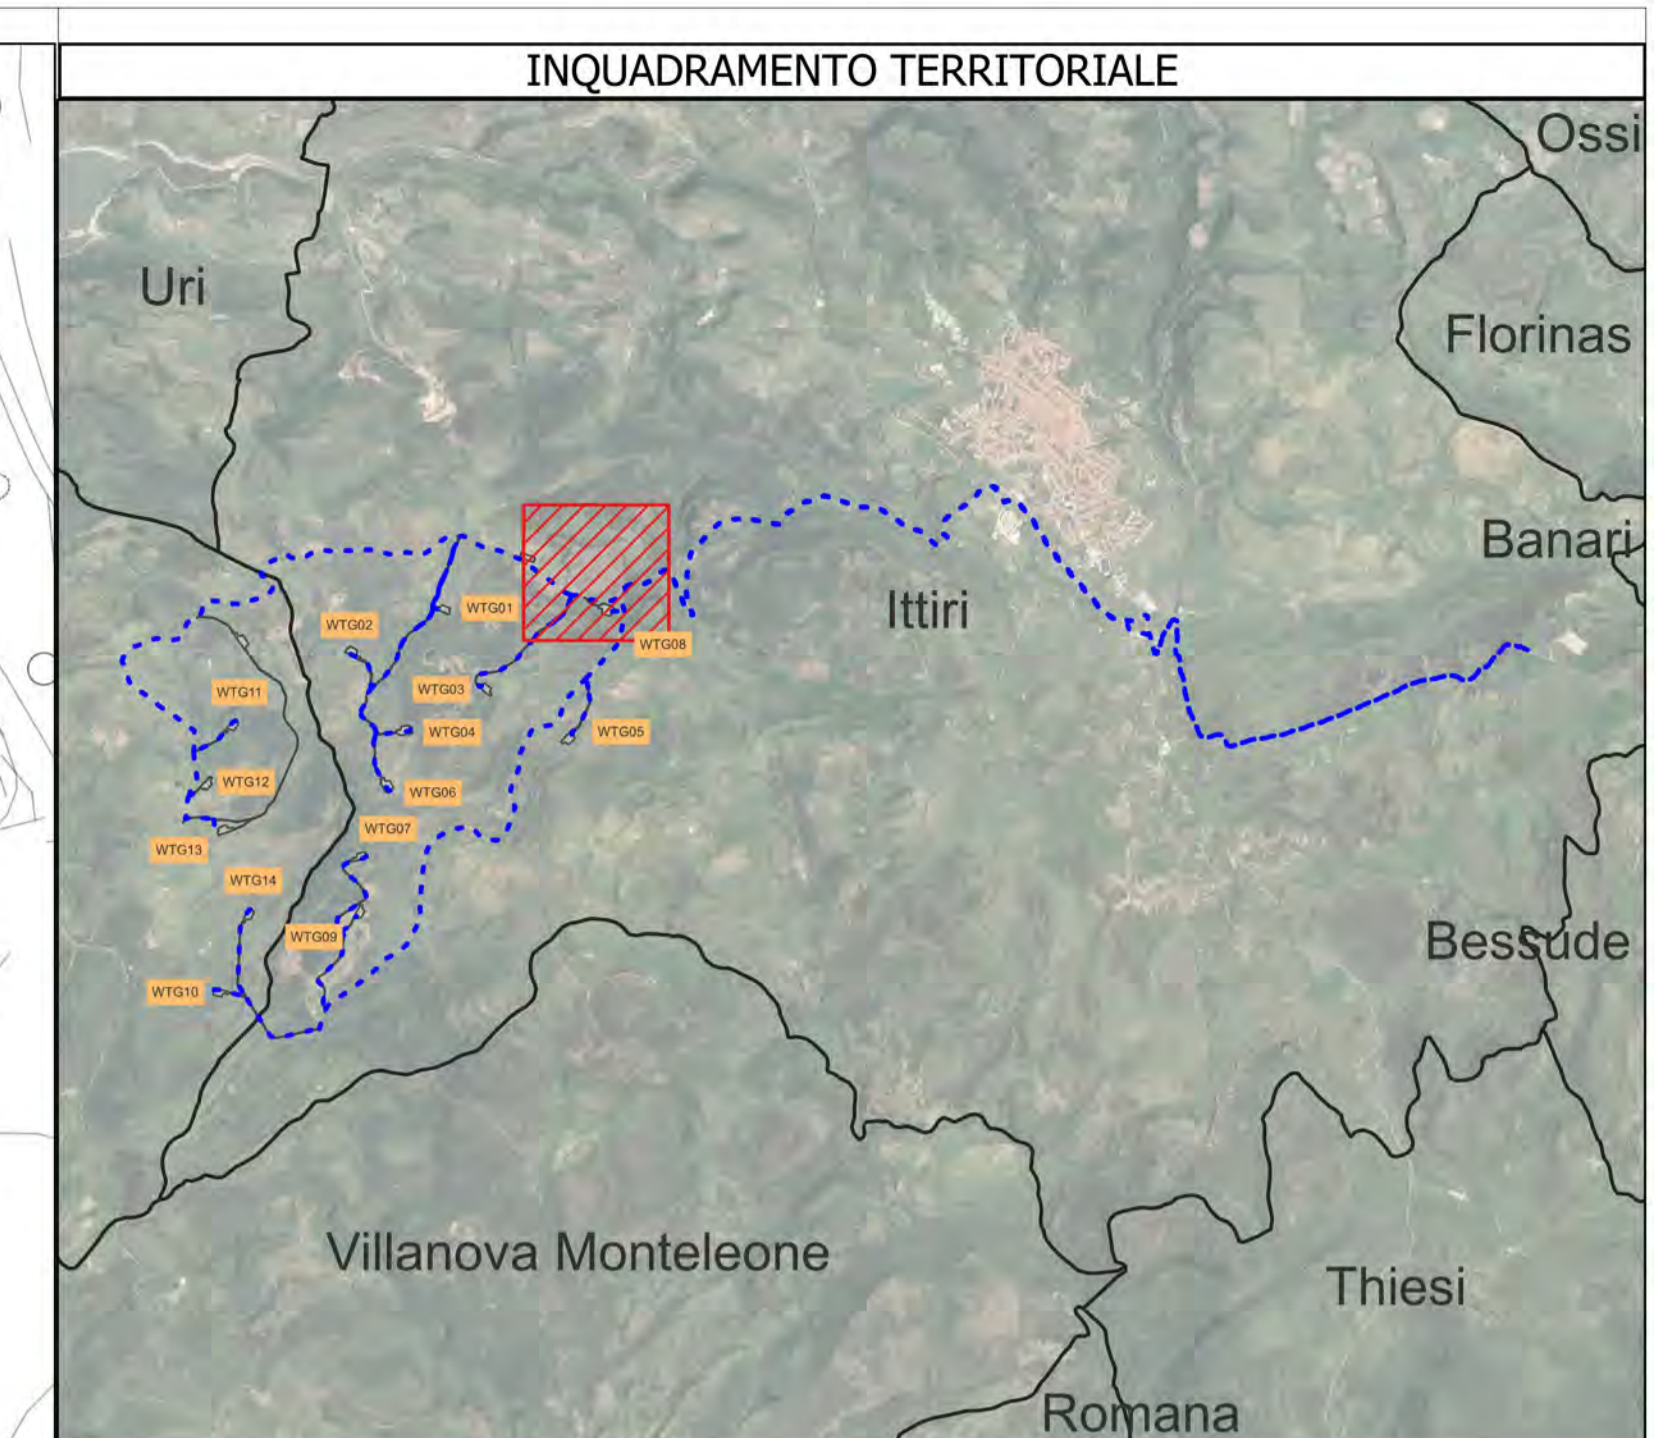 INQUADRAMENTO TERRITORIALE
Ossi
Uri
Florinas
Banari
Ittiri
WTG01
WTG02
WTG08
WTG03
WTG11
WTG04
WTG05
WTG12
WTG06
WTG07
WTG13
WTG14
WTG09
Bessude
WTG10
Villanova Monteleone
Thiesi
Romana